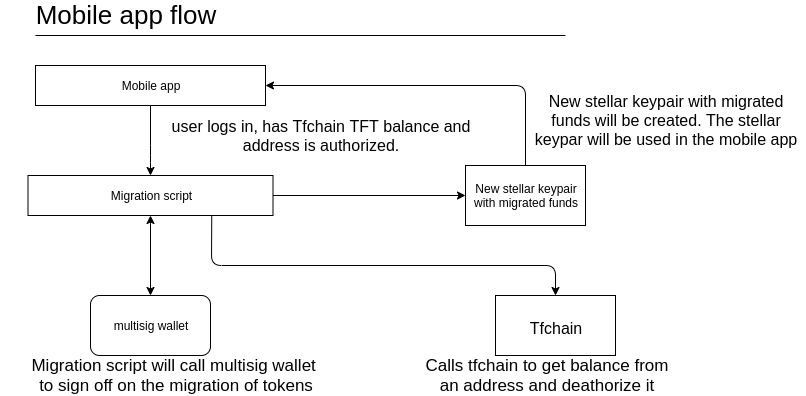 Mobile app flow
Mobile app
user logs in, has Tfchain TFT balance and
address is authorized.
New stellar keypair with migrated
funds will be created. The stellar
keypar will be used in the mobile app
Migration script
New stellar keypair
with migrated funds
multisig wallet
Tfchain
Migration script will call multisig wallet
to sign off on the migration of tokens
Calls tfchain to get balance from
an address and deathorize it